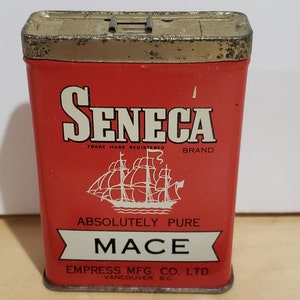 SENECA
TRADE MARK REGISTERED BRAND
ABSOLUTELY PURE
MACE
EMPRESS MFG. CO. LTD.
VANCOUVER, B.C.